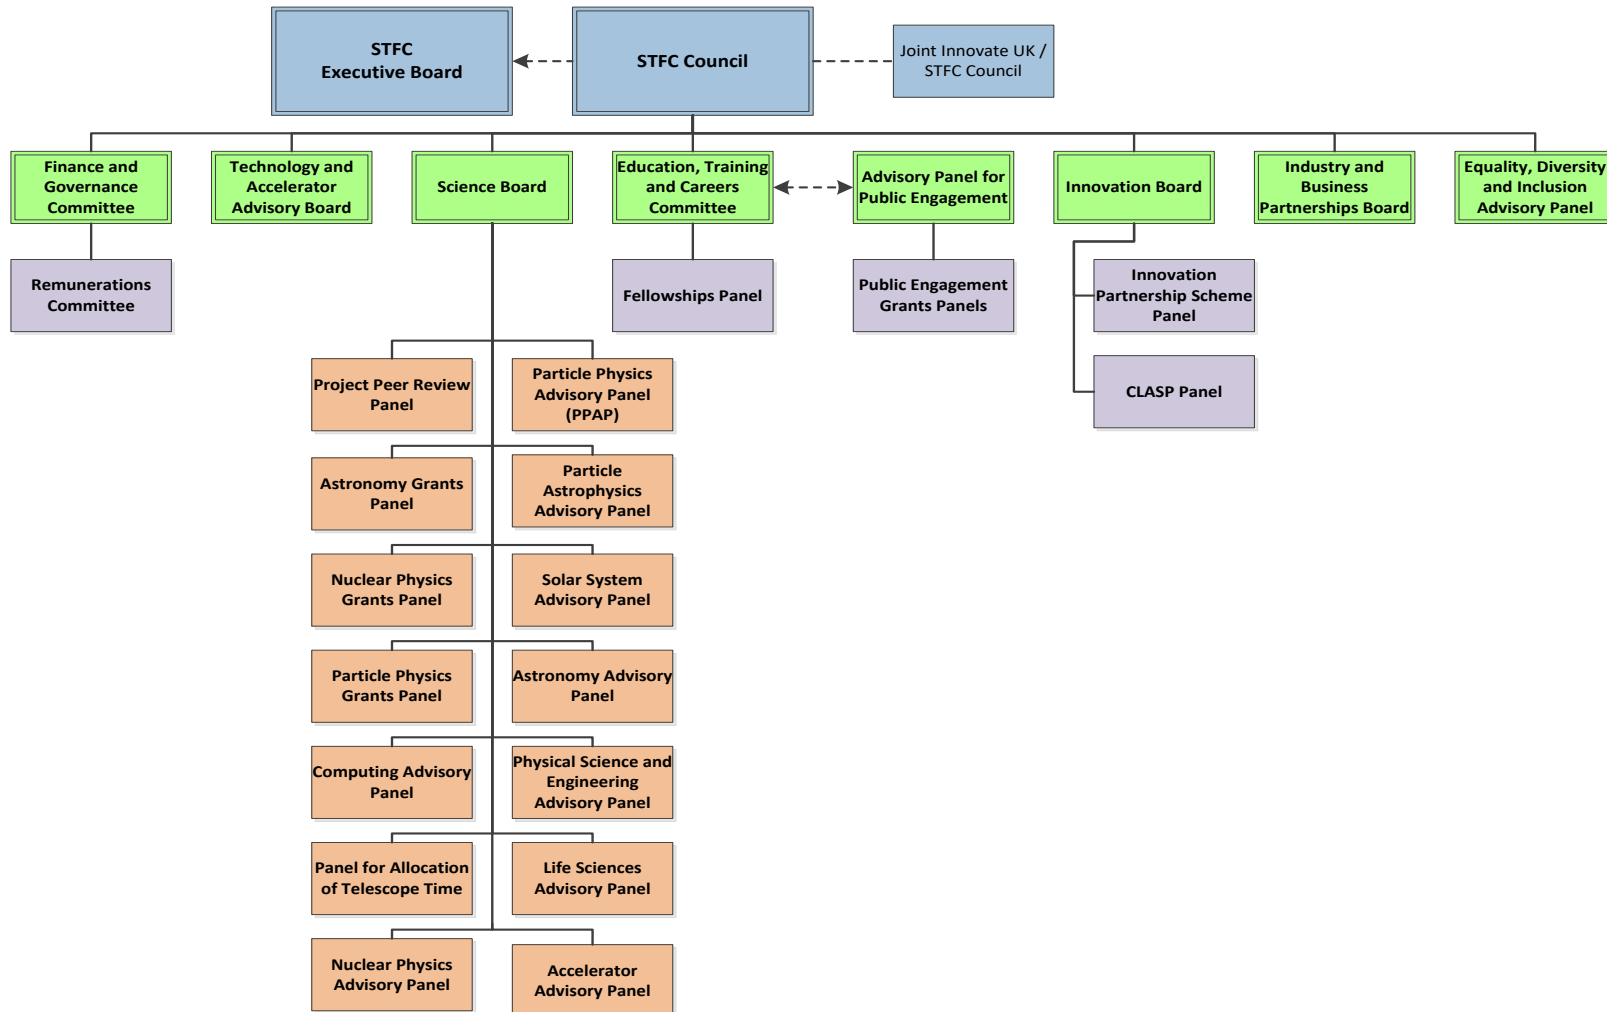 STFC
Executive Board
STFC Council
Joint Innovate UK /
STFC Council
Finance and
Governance
Committee
Technology and
Accelerator
Advisory Board
Science Board
Education, Training
and Careers
Committee
Advisory Panel for
Public Engagement
Innovation Board
Industry and
Business
Partnerships Board
Equality, Diversity
and Inclusion
Advisory Panel
Remunerations
Committee
Fellowships Panel
Public Engagement
Grants Panels
Innovation
Partnership Scheme
Panel
CLASP Panel
Project Peer Review
Panel
Particle Physics
Advisory Panel
(PPAP)
Astronomy Grants
Panel
Particle
Astrophysics
Advisory Panel
Nuclear Physics
Grants Panel
Solar System
Advisory Panel
Particle Physics
Grants Panel
Astronomy Advisory
Panel
Computing Advisory
Panel
Physical Science and
Engineering
Advisory Panel
Panel for Allocation
of Telescope Time
Life Sciences
Advisory Panel
Nuclear Physics
Advisory Panel
Accelerator
Advisory Panel